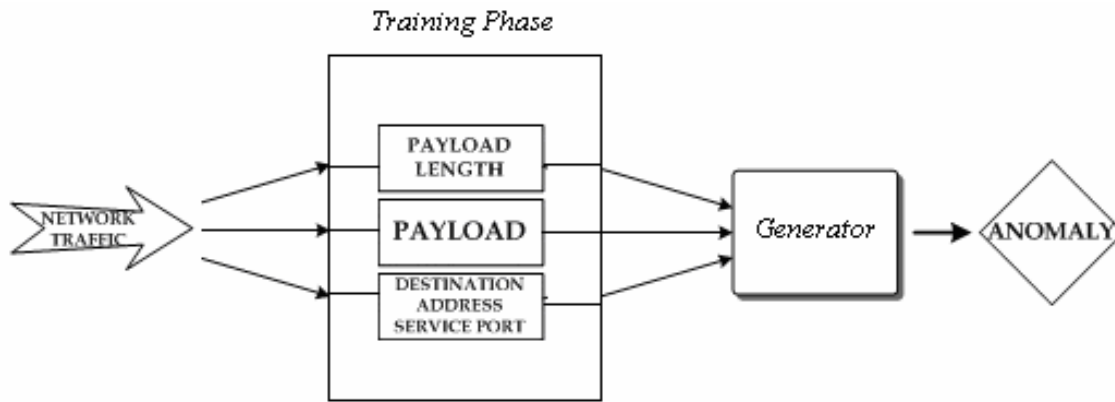 Training Phase
PAYLOAD
LENGTH
NETWORK
TRAFFIC
PAYLOAD
DESTINATION
ADDRESS
SERVICE PORT
Generator
ANOMALY